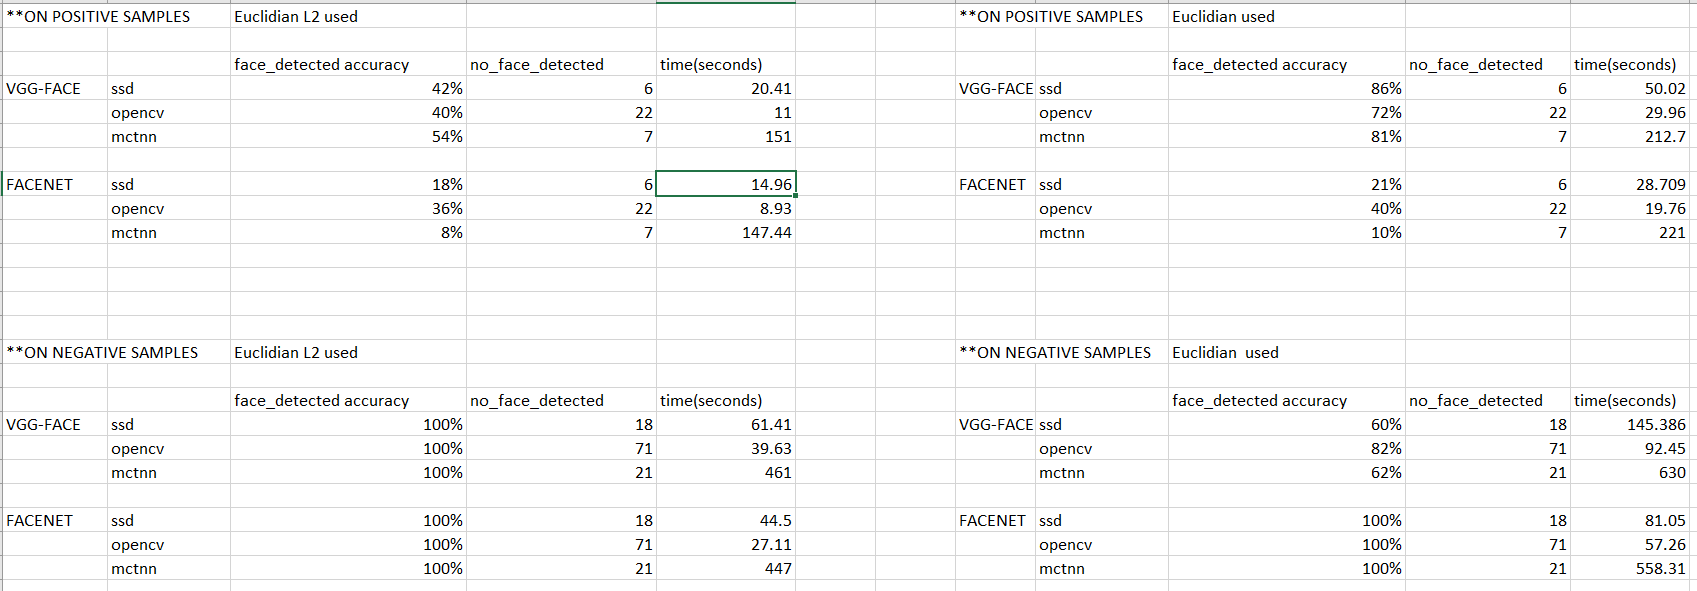 **ON POSITIVE SAMPLES Euclidian L2 used **ON POSITIVE SAMPLES Euclidian used
face_detected accuracy no_face_detected time(seconds) face_detected accuracy no_face_detected time(seconds)
VGG-FACE ssd 42% 6 20.41 VGG-FACE ssd 86% 6 50.02
opencv 40% 22 11 opencv 72% 22 29.96
mctnn 54% 7 151 mctnn 81% 7 212.7
FACENET ssd 18% 6 14.96 FACENET ssd 21% 6 28.709
opencv 36% 22 8.93 opencv 40% 22 19.76
mctnn 8% 7 147.44 mctnn 10% 7 221
**ON NEGATIVE SAMPLES Euclidian L2 used **ON NEGATIVE SAMPLES Euclidian used
face_detected accuracy no_face_detected time(seconds) face_detected accuracy no_face_detected time(seconds)
VGG-FACE ssd 100% 18 61.41 VGG-FACE ssd 60% 18 145.386
opencv 100% 71 39.63 opencv 82% 71 92.45
mctnn 100% 21 461 mctnn 62% 21 630
FACENET ssd 100% 18 44.5 FACENET ssd 100% 18 81.05
opencv 100% 71 27.11 opencv 100% 71 57.26
mctnn 100% 21 447 mctnn 100% 21 558.31